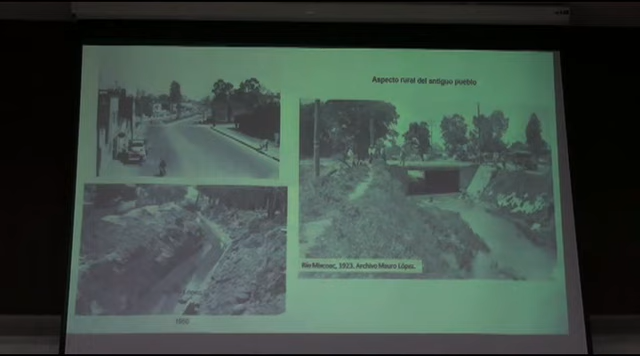 Aspecto rural del antiguo pueblo
Río Mixcoac, 1923. Archivo Mauro López.